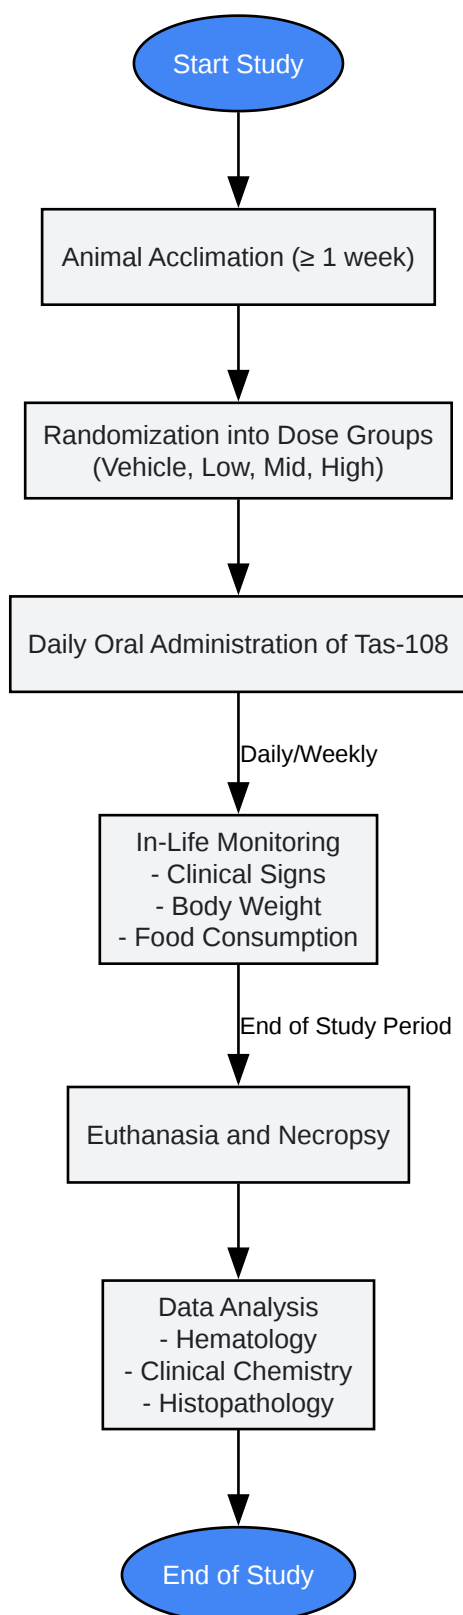 Start Study
Animal Acclimation (≥ 1 week)
Randomization into Dose Groups
(Vehicle, Low, Mid, High)
Daily Oral Administration of Tas-108
Daily/Weekly
In-Life Monitoring
- Clinical Signs
- Body Weight
- Food Consumption
End of Study Period
Euthanasia and Necropsy
Data Analysis
- Hematology
- Clinical Chemistry
- Histopathology
End of Study